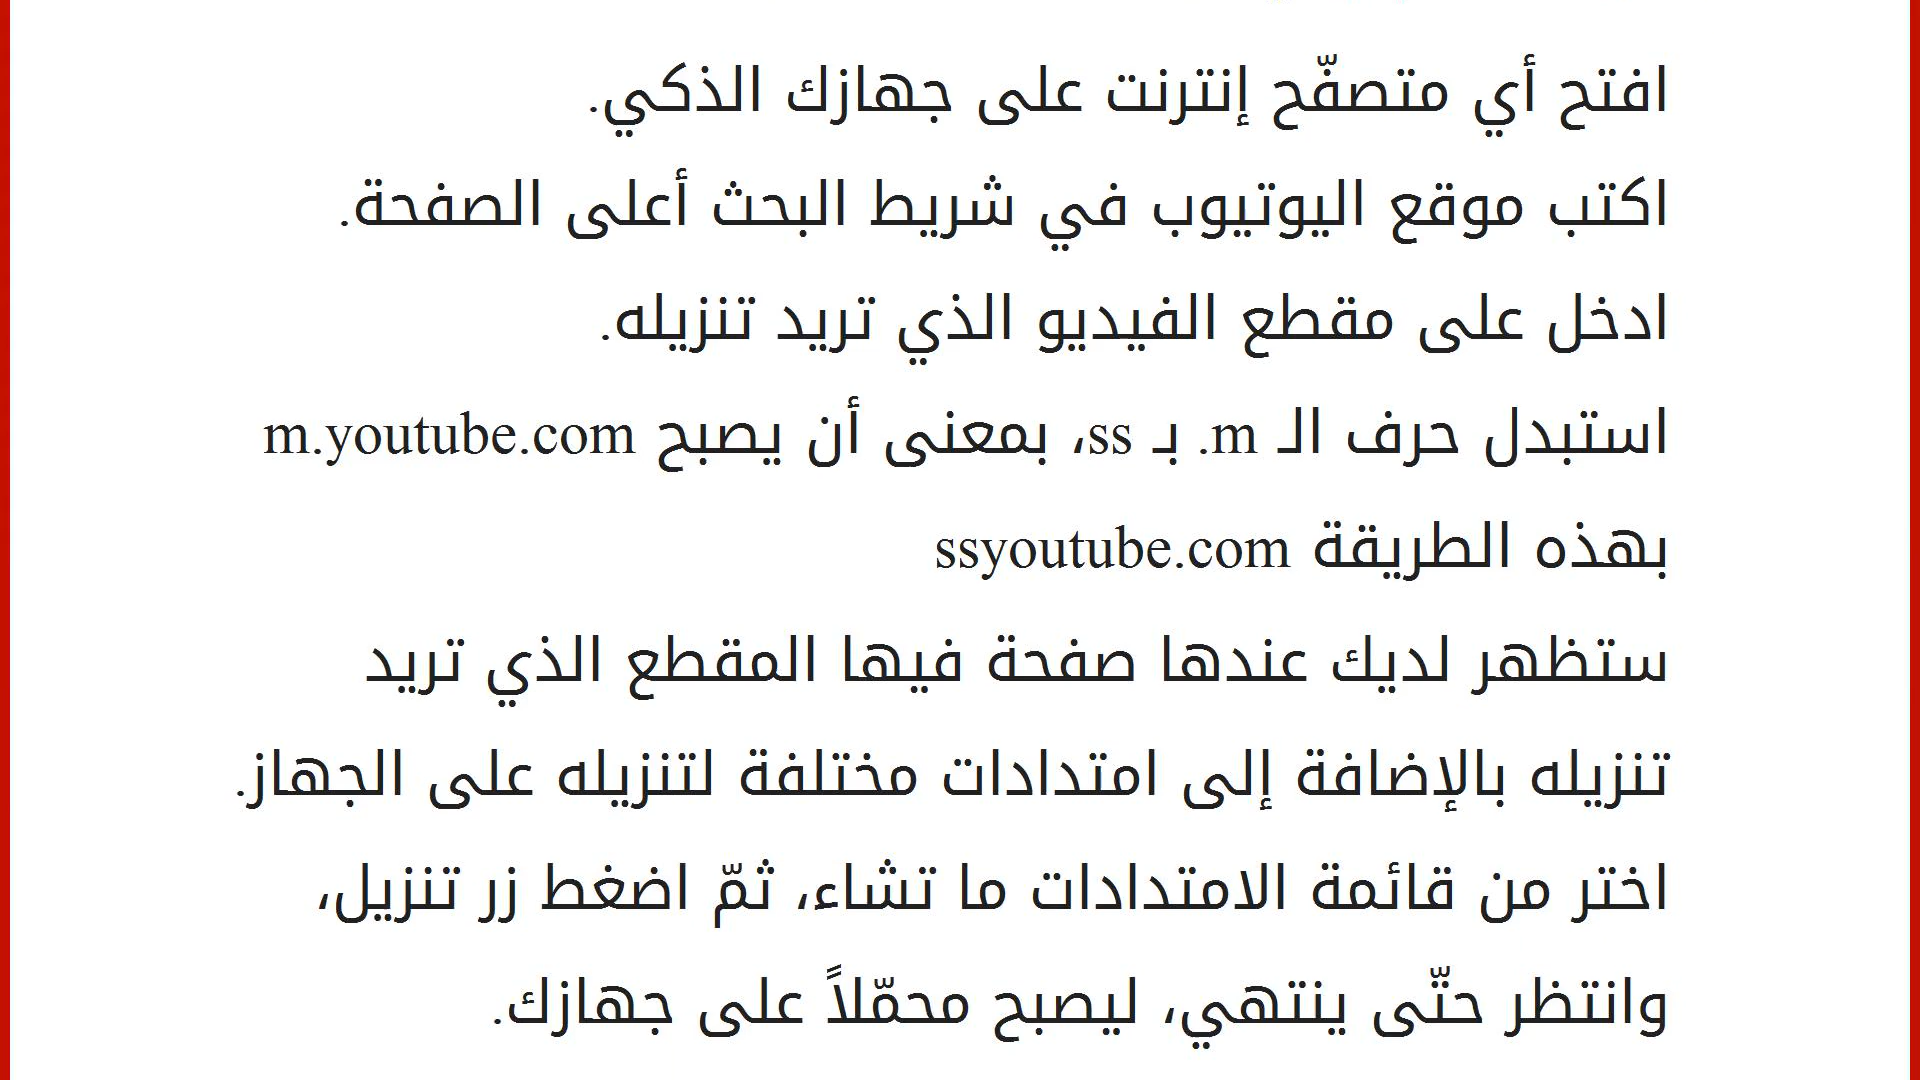 افتح أي متصفّح إنترنت على جهازك الذكي.
اكتب موقع اليوتيوب في شريط البحث أعلى الصفحة.
ادخل على مقطع الفيديو الذي تريد تنزيله.
استبدل حرف الـ m. بـ ss، بمعنى أن يصبح m.youtube.com
بهذه الطريقة ssyoutube.com
ستظهر لديك عندها صفحة فيها المقطع الذي تريد
تنزيله بالإضافة إلى امتدادات مختلفة لتنزيله على الجهاز.
اختر من قائمة الامتدادات ما تشاء، ثمّ اضغط زر تنزيل،
وانتظر حتّى ينتهي، ليصبح محمّلاً على جهازك.